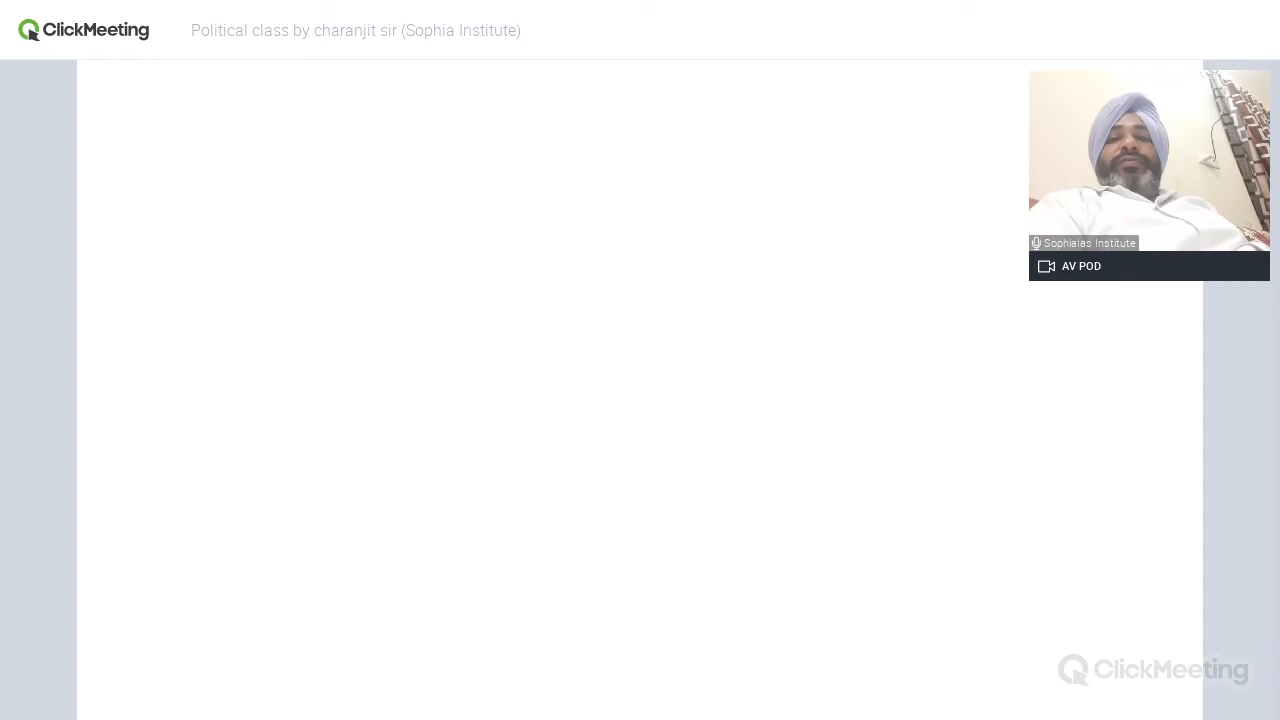 ClickMeeting
Political class by charanjit sir (Sophia Institute)
SophiaIas Institute
AV POD
ClickMeeting